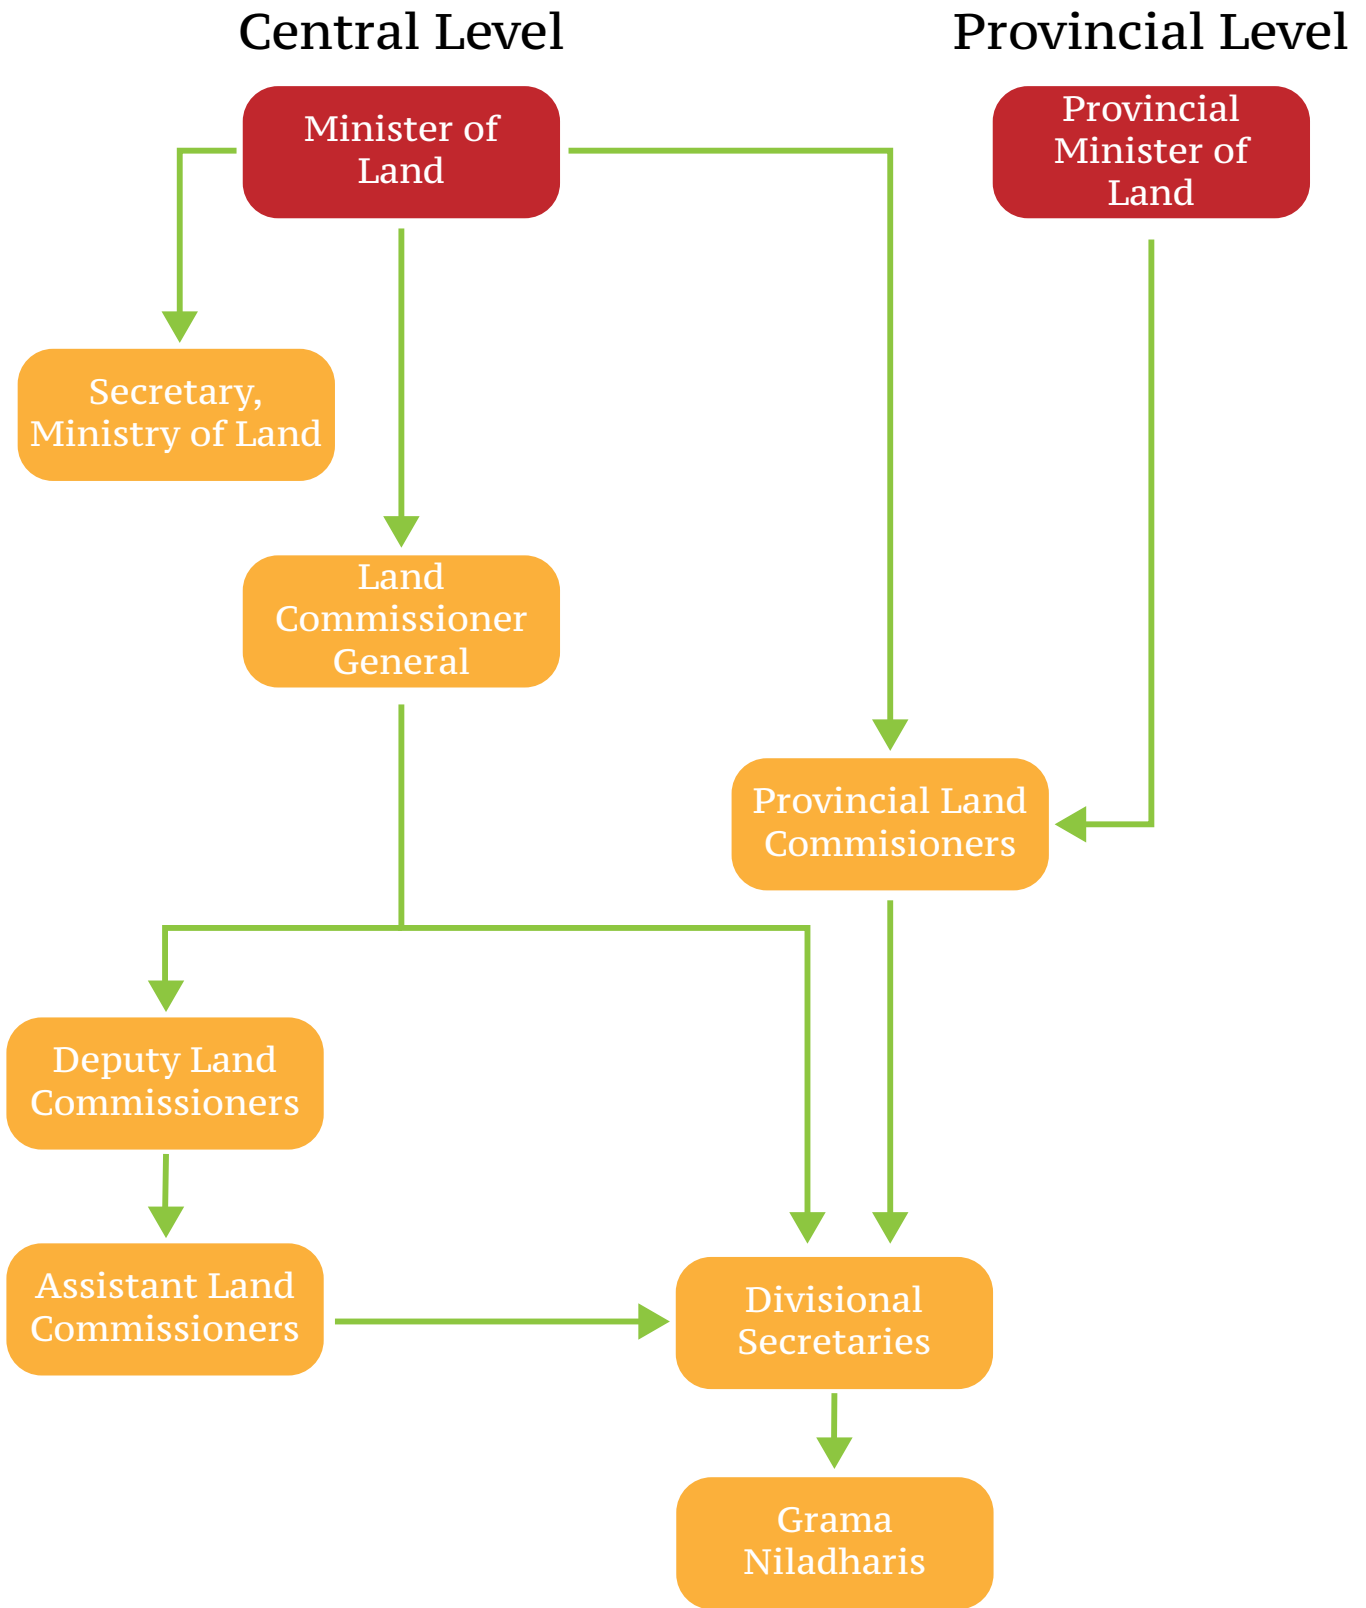 Central Level
Provincial Level
Minister of
Land
Provincial
Minister of
Land
Secretary,
Ministry of Land
Land
Commissioner
General
Provincial Land
Commisioners
Deputy Land
Commissioners
Assistant Land
Commissioners
Divisional
Secretaries
Grama
Niladharis